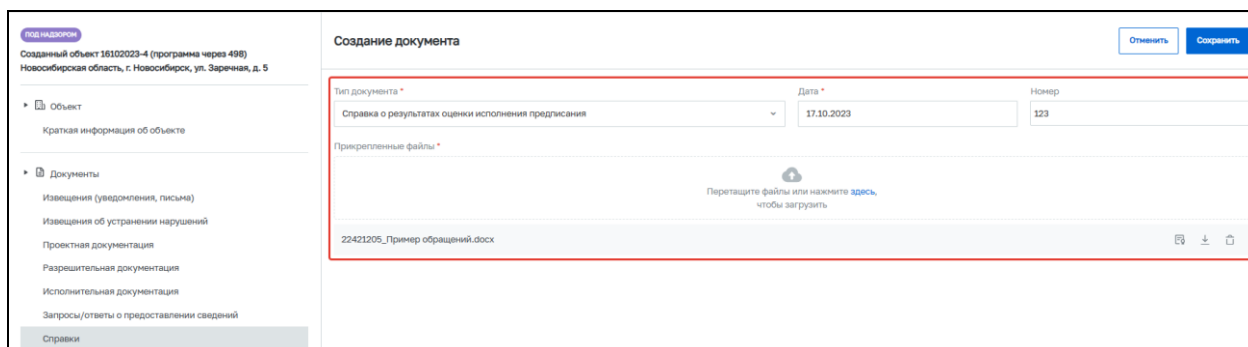 ПОД НАДЗОРОМ
Созданный объект 16102023-4 (программа через 498)
Новосибирская область, г. Новосибирск, ул. Заречная, д. 5
Объект
Краткая информация об объекте
Документы
Извещения (уведомления, письма)
Извещения об устранении нарушений
Проектная документация
Разрешительная документация
Исполнительная документация
Запросы/ответы о предоставлении сведений
Справки
Создание документа
Отменить
Сохранить
Тип документа *
Дата *
Номер
Справка о результатах оценки исполнения предписания
17.10.2023
123
Прикрепленные файлы *
Перетащите файлы или нажмите здесь,
чтобы загрузить
22421205_Пример обращений.docx